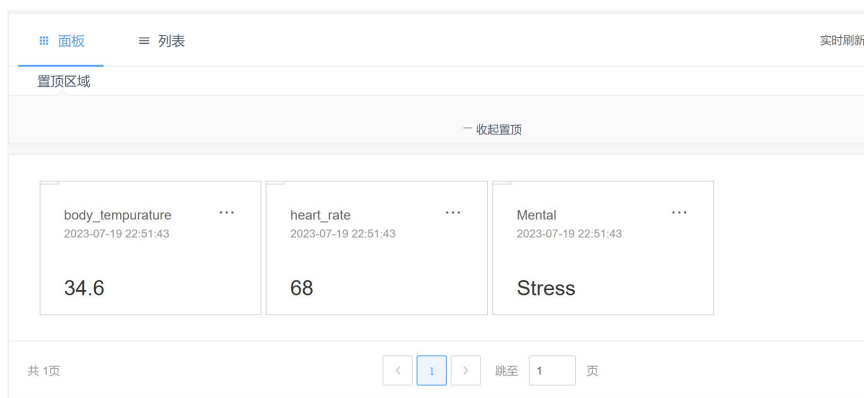 面板
列表
实时刷新
置顶区域
收起置顶
body_tempurature
2023-07-19 22:51:43
34.6
heart_rate
2023-07-19 22:51:43
68
Mental
2023-07-19 22:51:43
Stress
共 1页
1
跳至 1 页